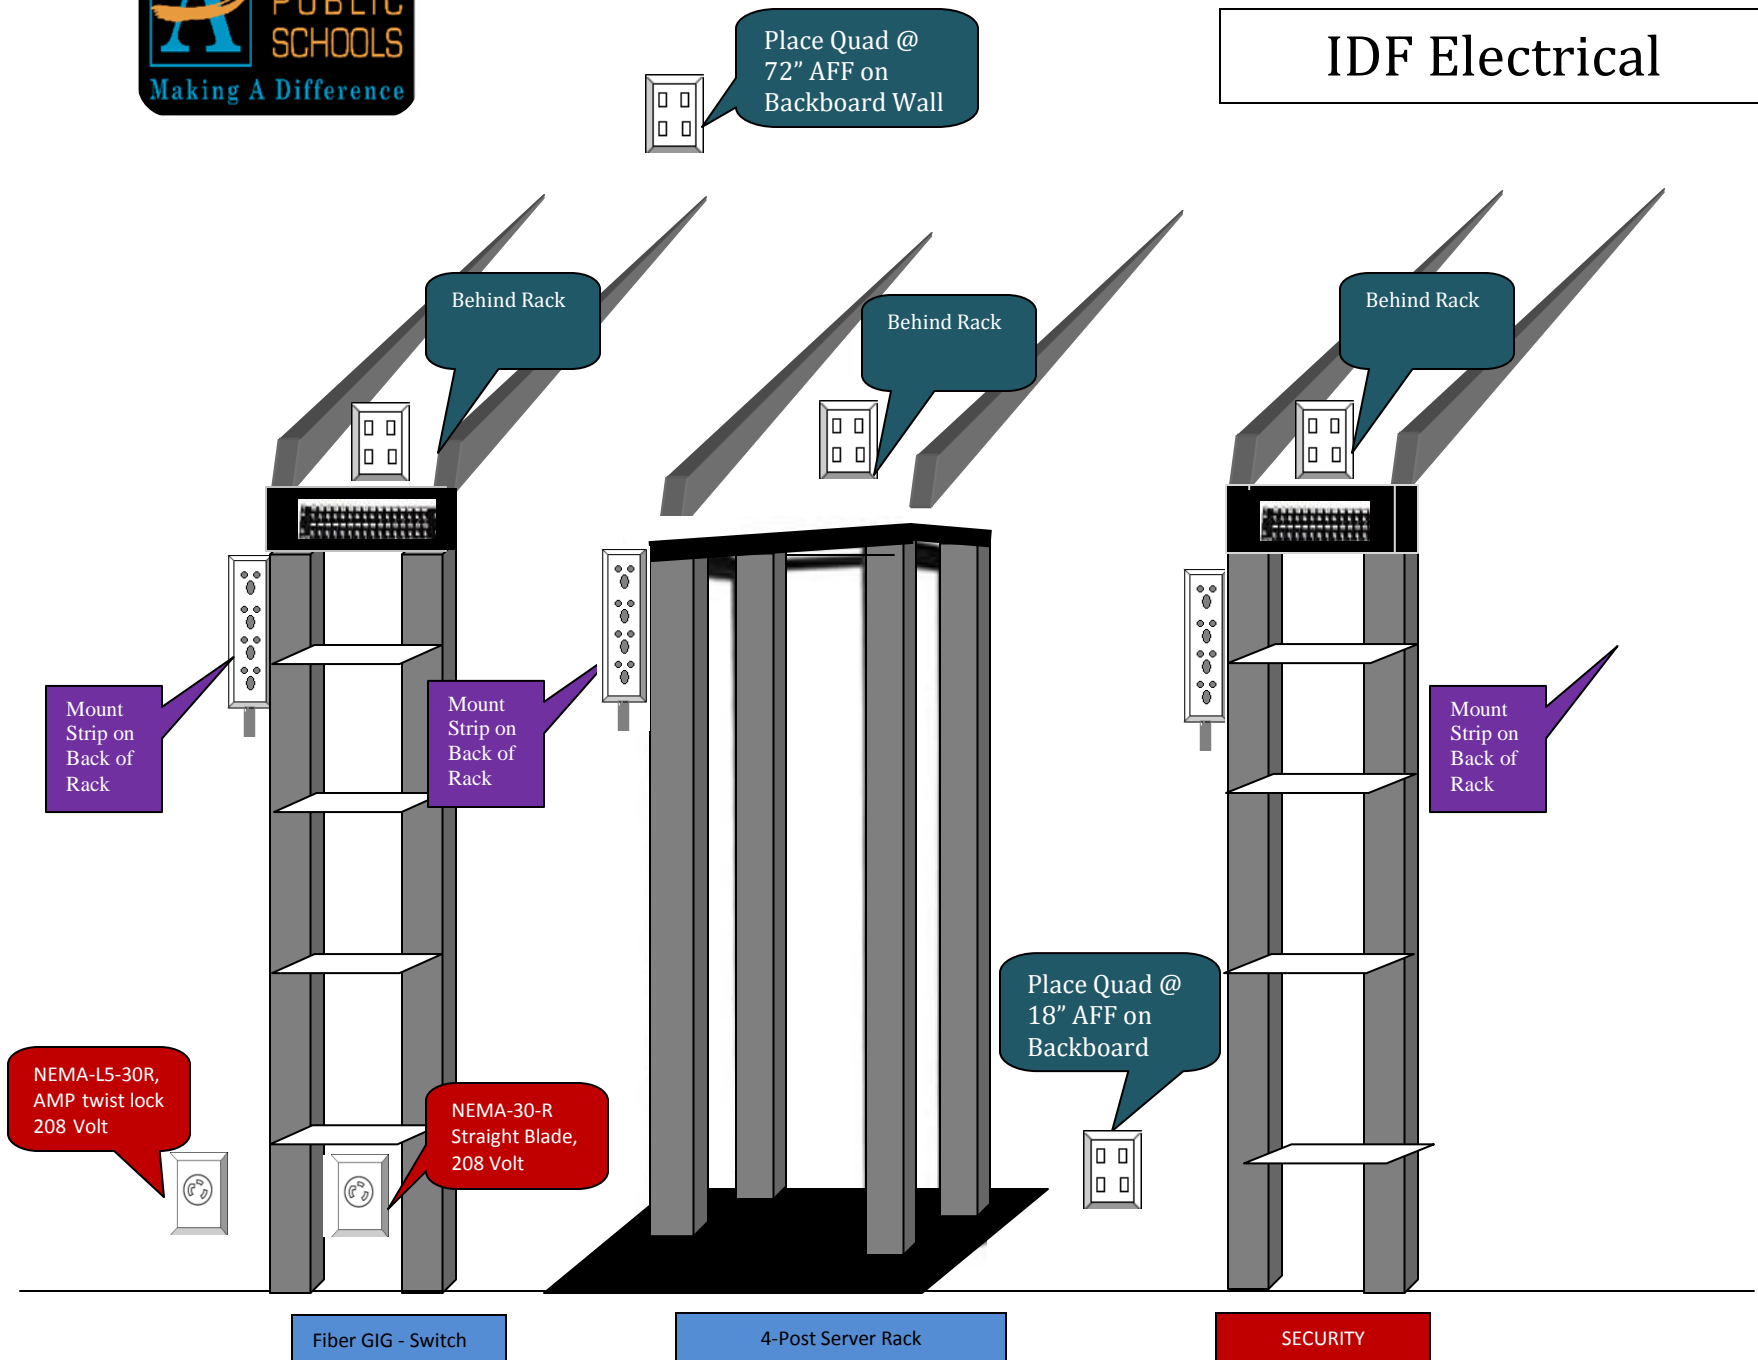 PUBLIC
SCHOOLS
Making A Difference
Place Quad @
72” AFF on
Backboard Wall
IDF Electrical
Behind Rack
Behind Rack
Behind Rack
Mount
Strip on
Back of
Rack
Mount
Strip on
Back of
Rack
Mount
Strip on
Back of
Rack
Place Quad @
18” AFF on
Backboard
NEMA-L5-30R,
AMP twist lock
208 Volt
NEMA-30-R
Straight Blade,
208 Volt
Fiber GIG - Switch
4-Post Server Rack
SECURITY